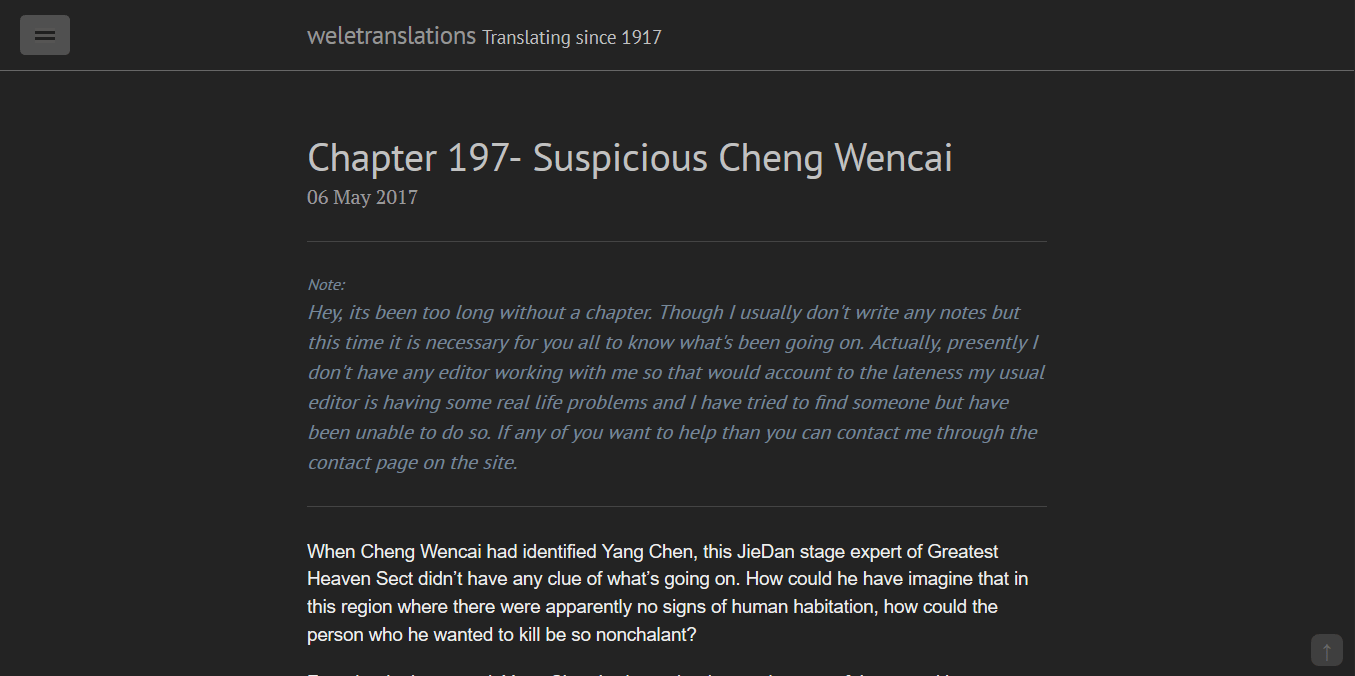 weletranslations Translating since 1917
Chapter 197- Suspicious Cheng Wencai
06 May 2017
Note:
Hey, its been too long without a chapter. Though I usually don't write any notes but
this time it is necessary for you all to know what's been going on. Actually, presently I
don't have any editor working with me so that would account to the lateness my usual
editor is having some real life problems and I have tried to find someone but have
been unable to do so. If any of you want to help than you can contact me through the
contact page on the site.
When Cheng Wencai had identified Yang Chen, this JieDan stage expert of Greatest
Heaven Sect didn’t have any clue of what’s going on. How could he have imagine that in
this region where there were apparently no signs of human habitation, how could the
person who he wanted to kill be so nonchalant?